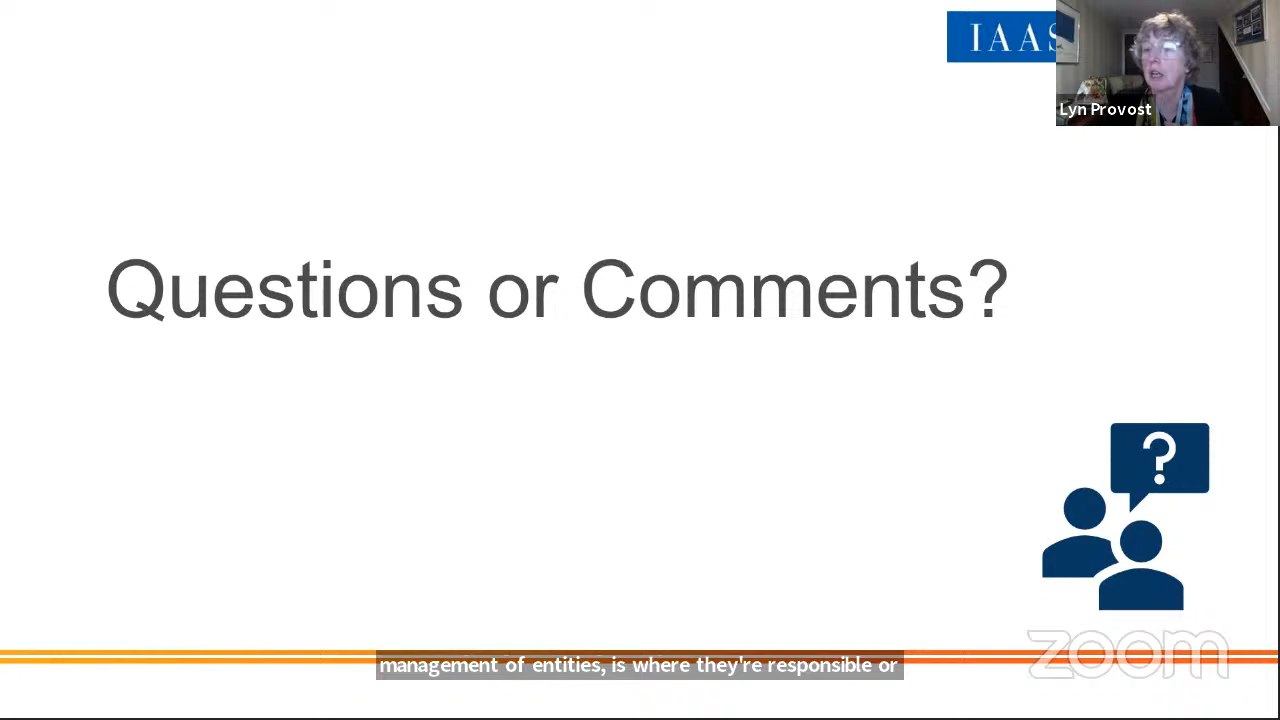 IAAS
Lyn Provost
Questions or Comments?
?
management of entities, is where they're responsible or
zoom